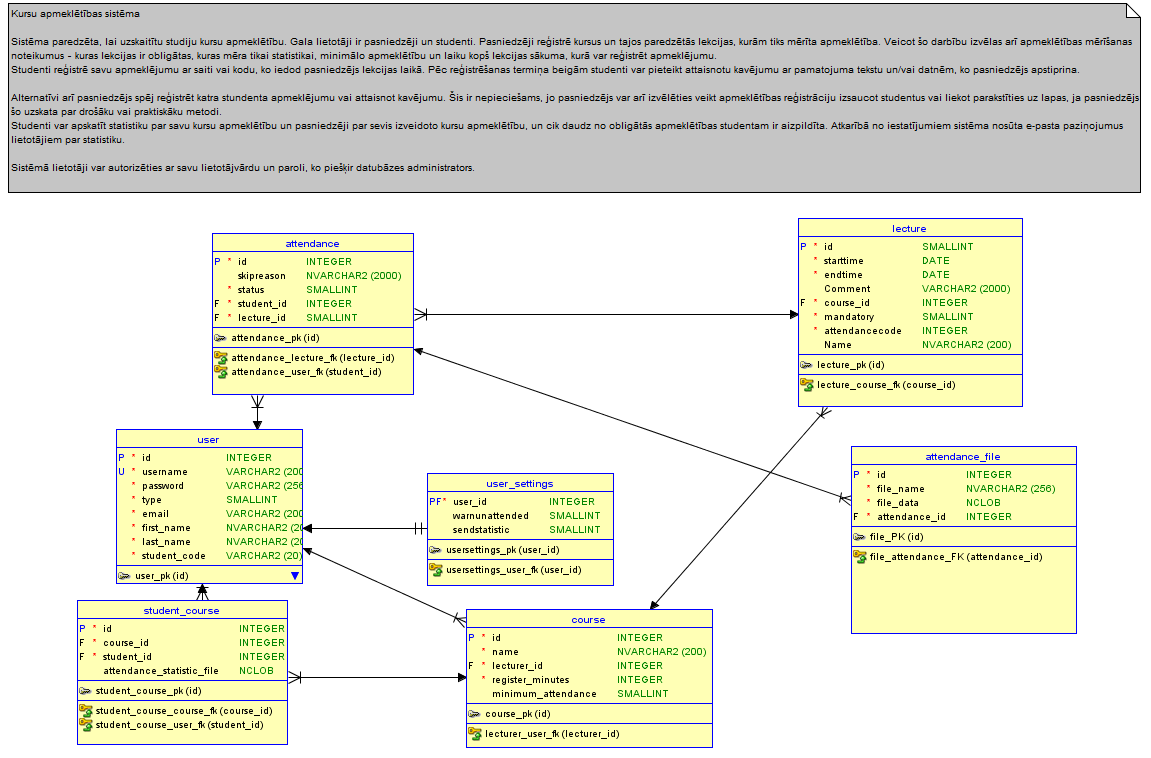 Kursu apmeklētības sistēma
Sistēma paredzēta, lai uzskaitītu studiju kursu apmeklētību. Gala lietotāji ir pasniedzēji un studenti. Pasniedzēji reģistrē kursus un tajos paredzētās lekcijas, kurām tiks mērīta apmeklētība. Veicot šo darbību izvēlas arī apmeklētības mērīšanas
noteikumus - kuras lekcijas ir obligātas, kuras mēra tikai statistikai, minimālo apmeklētību un laiku kopš lekcijas sākuma, kurā var reģistrēt apmeklējumu.
Studenti reģistrē savu apmeklējumu ar saiti vai kodu, ko iedod pasniedzējs lekcijas laikā. Pēc reģistrēšanas termiņa beigām studenti var pieteikt attaisnotu kavējumu ar pamatojuma tekstu un/vai datnēm, ko pasniedzējs apstiprina.
Alternatīvi arī pasniedzējs spēj reģistrēt katra stundenta apmeklējumu vai attaisnot kavējumu. Šis ir nepieciešams, jo pasniedzējs var arī izvēlēties veikt apmeklētības reģistrāciju izsaucot studentus vai liekot parakstīties uz lapas, ja pasniedzējs
šo uzskata par drošāku vai praktiskāku metodi.
Studenti var apskatīt statistiku par savu kursu apmeklētību un pasniedzēji par sevis izveidoto kursu apmeklētību, un cik daudz no obligātās apmeklētības studentam ir aizpildīta. Atkarībā no iestatījumiem sistēma nosūta e-pasta paziņojumus
lietotājiem par statistiku.
Sistēmā lietotāji var autorizēties ar savu lietotājvārdu un paroli, ko piešķir datubāzes administrators.
attendance
P * id INTEGER
skipreason NVARCHAR2 (2000)
* status SMALLINT
F * student_id INTEGER
F * lecture_id SMALLINT
attendance_pk (id)
attendance_lecture_fk (lecture_id)
attendance_user_fk (student_id)
lecture
P * id SMALLINT
* starttime DATE
* endtime DATE
Comment VARCHAR2 (2000)
F * course_id INTEGER
* mandatory SMALLINT
* attendancecode INTEGER
Name NVARCHAR2 (200)
lecture_pk (id)
lecture_course_fk (course_id)
user
P * id INTEGER
U * username VARCHAR2 (200
* password VARCHAR2 (256
* type SMALLINT
* email VARCHAR2 (200
* first_name NVARCHAR2 (20
* last_name NVARCHAR2 (20
* student_code VARCHAR2 (20)
user_pk (id)
user_settings
PF* user_id INTEGER
warnunattended SMALLINT
sendstatistic SMALLINT
usersettings_pk (user_id)
usersettings_user_fk (user_id)
attendance_file
P * id INTEGER
* file_name NVARCHAR2 (256)
* file_data NCLOB
F * attendance_id INTEGER
file_PK (id)
file_attendance_FK (attendance_id)
student_course
P * id INTEGER
F * course_id INTEGER
F * student_id INTEGER
attendance_statistic_file NCLOB
student_course_pk (id)
student_course_course_fk (course_id)
student_course_user_fk (student_id)
course
P * id INTEGER
* name NVARCHAR2 (200)
F * lecturer_id INTEGER
* register_minutes INTEGER
minimum_attendance SMALLINT
course_pk (id)
lecturer_user_fk (lecturer_id)